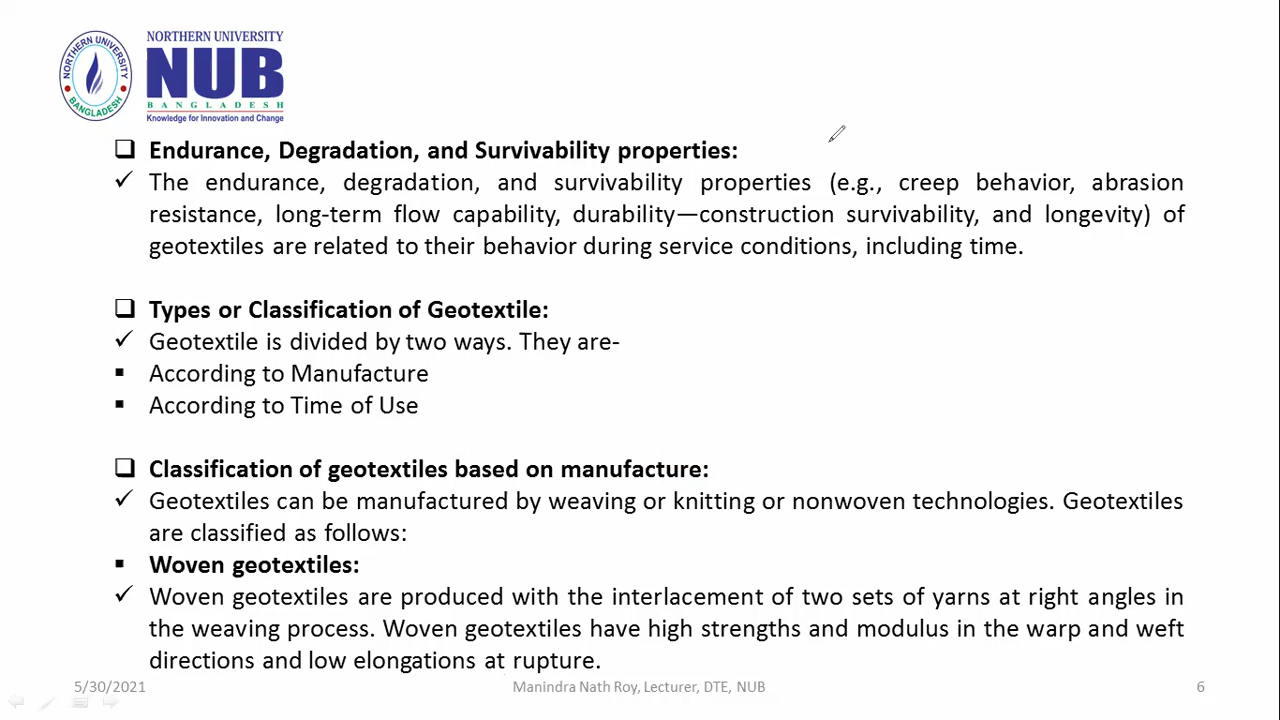 NORTHERN UNIVERSITY
BANGLADESH
NORTHERN UNIVERSITY
NUB
BANGLADESH
Knowledge for Innovation and Change
Endurance, Degradation, and Survivability properties:
The endurance, degradation, and survivability properties (e.g., creep behavior, abrasion
resistance, long-term flow capability, durability—construction survivability, and longevity) of
geotextiles are related to their behavior during service conditions, including time.
Types or Classification of Geotextile:
Geotextile is divided by two ways. They are-
According to Manufacture
According to Time of Use
Classification of geotextiles based on manufacture:
Geotextiles can be manufactured by weaving or knitting or nonwoven technologies. Geotextiles
are classified as follows:
Woven geotextiles:
Woven geotextiles are produced with the interlacement of two sets of yarns at right angles in
the weaving process. Woven geotextiles have high strengths and modulus in the warp and weft
directions and low elongations at rupture.
5/30/2021
Manindra Nath Roy, Lecturer, DTE, NUB
6